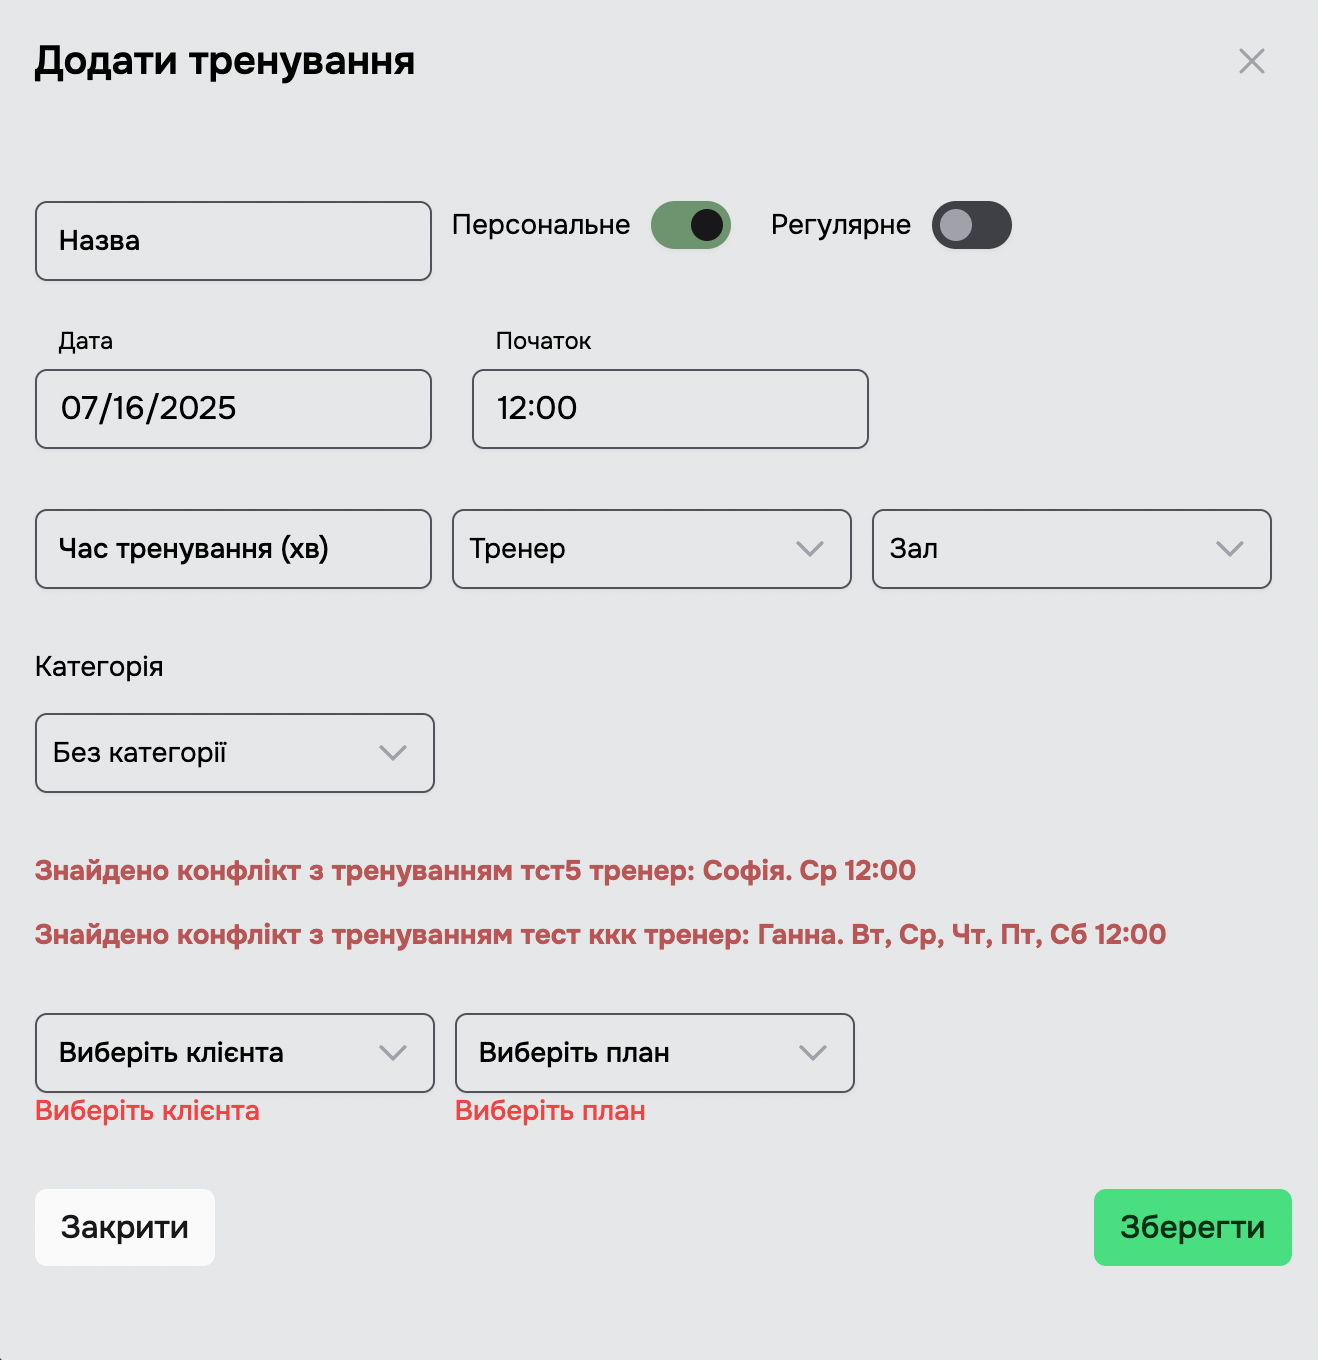 Додати тренування
Назва
Персональне
Регулярне
Дата
Початок
07/16/2025
12:00
Час тренування (хв)
Тренер
Зал
Категорія
Без категорії
Знайдено конфлікт з тренуванням тст5 тренер: Софія. Ср 12:00
Знайдено конфлікт з тренуванням тест ккк тренер: Ганна. Вт, Ср, Чт, Пт, Сб 12:00
Виберіть клієнта
Виберіть план
Виберіть клієнта
Виберіть план
Закрити
Зберегти